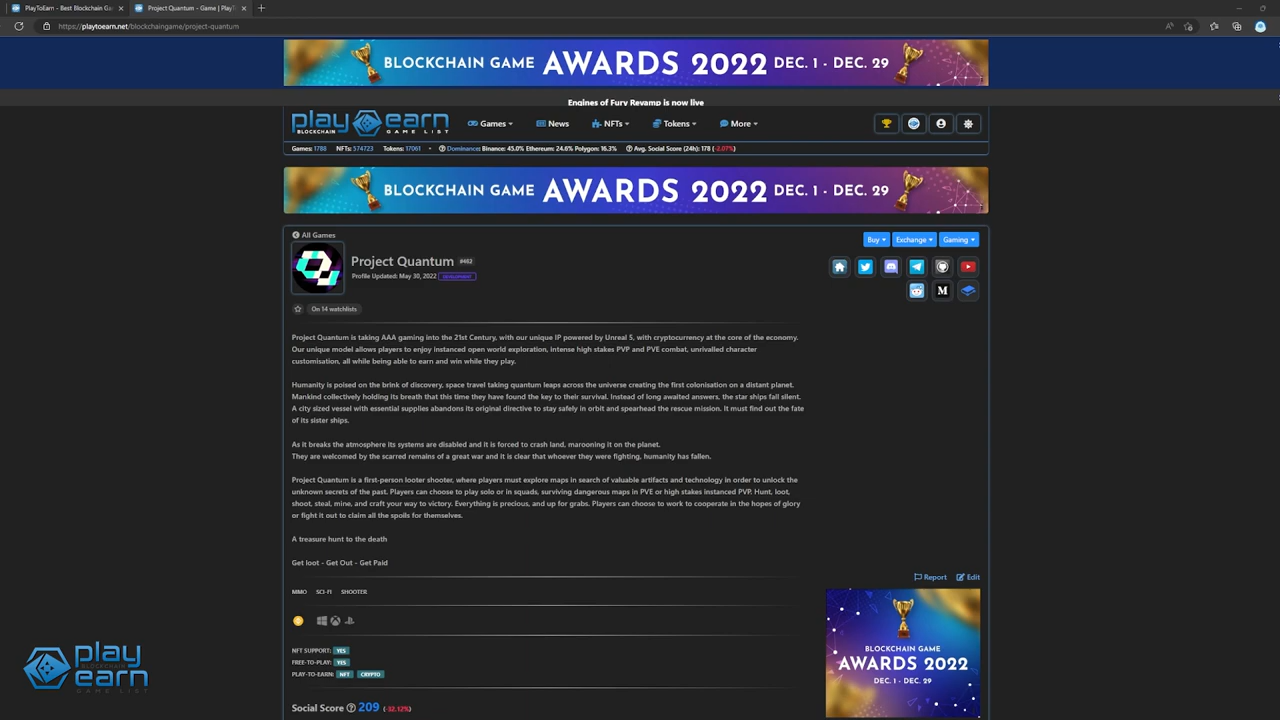 PlayToEarn - Best Blockchain Ga
Project Quantum - Game | PlayT
https://playtoearn.net/blockchaingame/project-quantum
BLOCKCHAIN GAME AWARDS 2022 DEC. 1 - DEC. 29
Engines of Fury Revamp is now live
play earn
BLOCKCHAIN GAME LIST
Games NEWS NFTs Tokens More
Games: 1788 NFTs: 574723 Tokens: 17061 - Dominance: Binance: 45.0% Ethereum: 24.6% Polygon: 16.3% Avg. Social Score (24h): 178 (-2.07%)
BLOCKCHAIN GAME AWARDS 2022 DEC. 1 - DEC. 29
All Games
Buy Exchange Gaming
Project Quantum #462
Profile Updated: May 30, 2022 DEVELOPMENT
On 14 watchlists
Project Quantum is taking AAA gaming into the 21st Century, with our unique IP powered by Unreal 5, with cryptocurrency at the core of the economy.
Our unique model allows players to enjoy instanced open world exploration, intense high stakes PVP and PVE combat, unrivalled character
customisation, all while being able to earn and win while they play.
Humanity is poised on the brink of discovery, space travel taking quantum leaps across the universe creating the first colonisation on a distant planet.
Mankind collectively holding its breath that this time they have found the key to their survival. Instead of long awaited answers, the star ships fall silent.
A city sized vessel with essential supplies abandons its original directive to stay safely in orbit and spearhead the rescue mission. It must find out the fate
of its sister ships.
As it breaks the atmosphere its systems are disabled and it is forced to crash land, marooning it on the planet.
They are welcomed by the scarred remains of a great war and it is clear that whoever they were fighting, humanity has fallen.
Project Quantum is a first-person looter shooter, where players must explore maps in search of valuable artifacts and technology in order to unlock the
unknown secrets of the past. Players can choose to play solo or in squads, surviving dangerous maps in PVE or high stakes instanced PVP. Hunt, loot,
shoot, steal, mine, and craft your way to victory. Everything is precious, and up for grabs. Players can choose to work to cooperate in the hopes of glory
or fight it out to claim all the spoils for themselves.
A treasure hunt to the death
Get loot - Get Out - Get Paid
Report Edit
MMO SCI-FI SHOOTER
NFT SUPPORT: YES
FREE-TO-PLAY: YES
PLAY-TO-EARN: NFT CRYPTO
Social Score 209 (-32.12%)
BLOCKCHAIN GAME
AWARDS 2022
DEC. 1 - DEC. 29
play earn
BLOCKCHAIN
GAME LIST